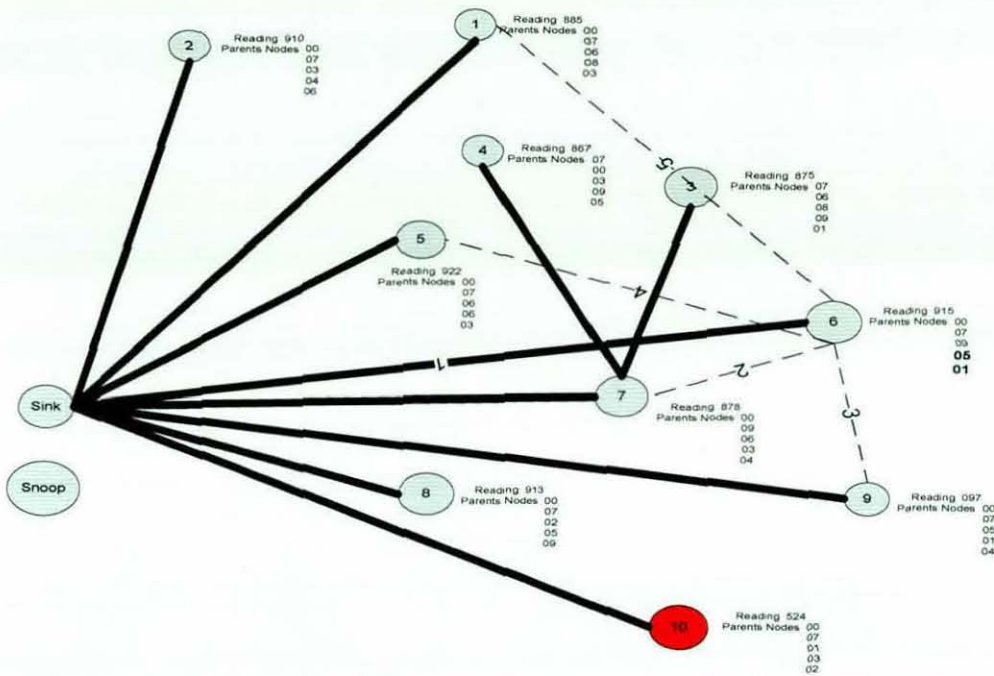 2
Reading 910
Parents Nodes 00
07
03
04
06
1
Reading 885
Parents Nodes 00
07
06
08
03
4
Reading 867
Parents Nodes 07
00
03
09
05
5
3
Reading 875
Parents Nodes 07
06
08
09
01
5
Reading 922
Parents Nodes 00
07
06
06
03
4
6
Reading 915
Parents Nodes 00
07
09
05
01
1
2
Sink
7
Reading 878
Parents Nodes 00
09
06
03
04
3
Snoop
8
Reading 913
Parents Nodes 00
07
02
05
09
9
Reading 097
Parents Nodes 00
07
05
01
04
10
Reading 524
Parents Nodes 00
07
01
03
02